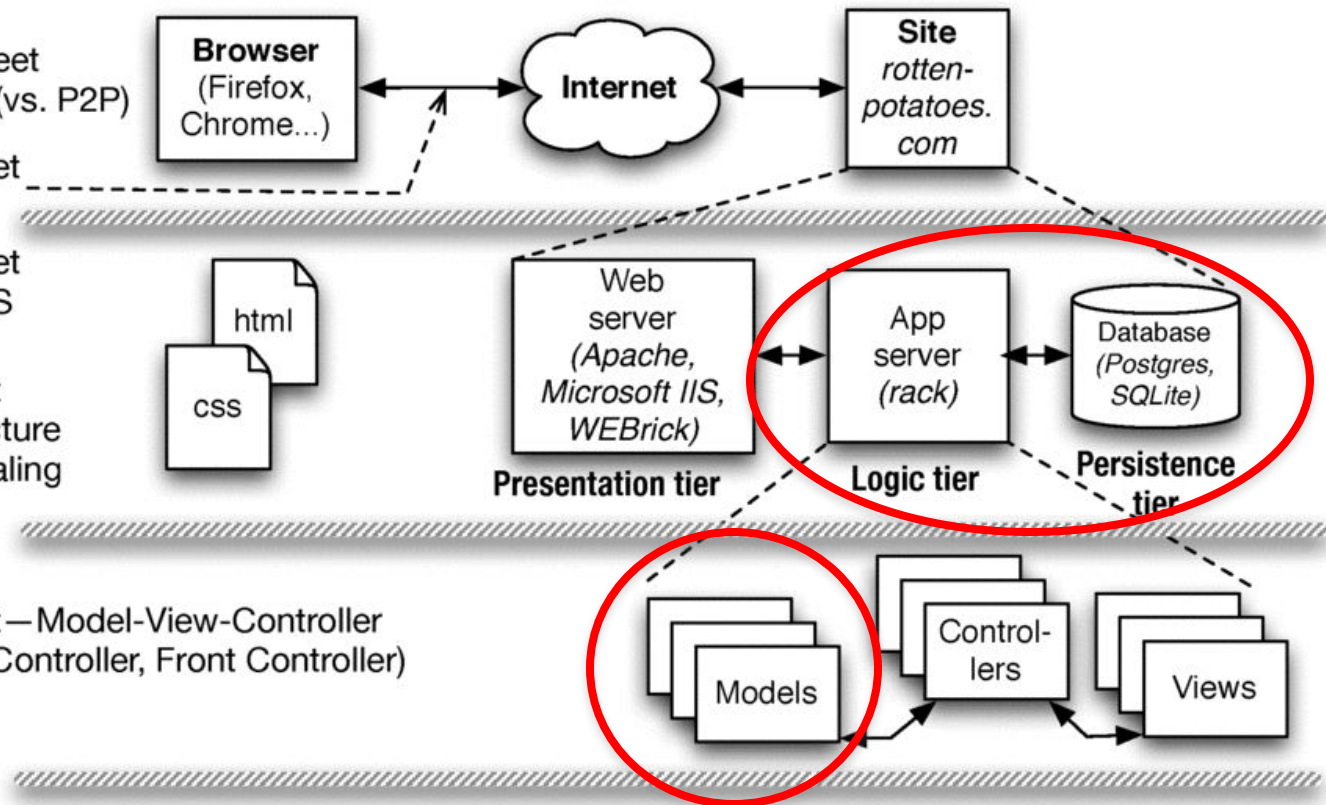 eet
(vs. P2P)
et
Browser
(Firefox,
Chrome...)
Internet
Site
rotten-
potatoes.
com
et
S
cture
aling
html
css
Web
server
(Apache,
Microsoft IIS,
WEBrick)
Presentation tier
App
server
(rack)
Logic tier
Database
(Postgres,
SQLite)
Persistence
tier
—Model-View-Controller
Controller, Front Controller)
Models
Control-
lers
Views